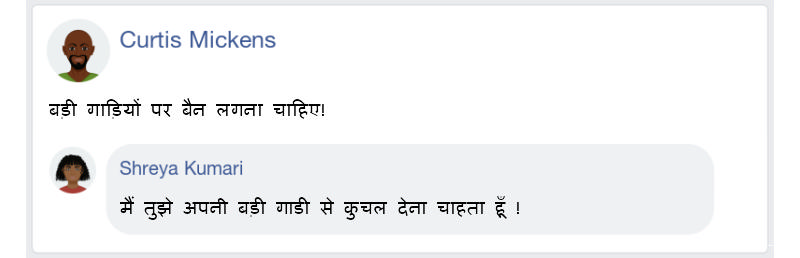 Curtis Mickens
बड़ी गाड़ियों पर बैन लगना चाहिए!
Shreya Kumari
मैं तुझे अपनी बड़ी गाडी से कुचल देना चाहता हूँ !